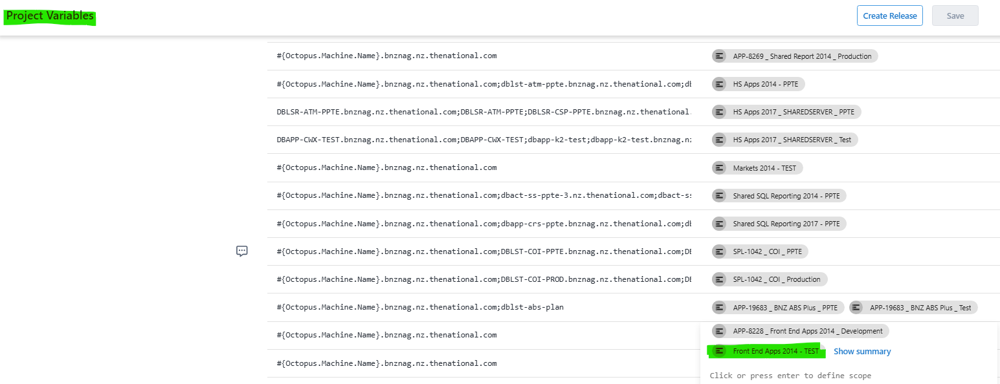 Project Variables
Create Release
Save
#{Octopus.Machine.Name}.bnznag.nz.thenational.com
APP-8269 _ Shared Report 2014 _ Production
#{Octopus.Machine.Name}.bnznag.nz.thenational.com;dblst-atm-ppte.bnznag.nz.thenational.com;db
HS Apps 2014 - PPTE
DBLSR-ATM-PPTE.bnznag.nz.thenational.com;DBLSR-ATM-PPTE;DBLSR-CSP-PPTE.bnznag.nz.thenational.
HS Apps 2017 _ SHAREDSERVER _ PPTE
DBAPP-CWX-TEST.bnznag.nz.thenational.com;DBAPP-CWX-TEST;dbapp-k2-test;dbapp-k2-test.bnznag.nz
HS Apps 2017 _ SHAREDSERVER _ Test
#{Octopus.Machine.Name}.bnznag.nz.thenational.com
Markets 2014 - TEST
#{Octopus.Machine.Name}.bnznag.nz.thenational.com;dbact-ss-ppte-3.nz.thenational.com;dbact-ss
Shared SQL Reporting 2014 - PPTE
#{Octopus.Machine.Name}.bnznag.nz.thenational.com;dbapp-crs-ppte.bnznag.nz.thenational.com;db
Shared SQL Reporting 2017 - PPTE
#{Octopus.Machine.Name}.bnznag.nz.thenational.com;DBLST-COI-PPTE.bnznag.nz.thenational.com;DB
SPL-1042 _ COI _ PPTE
#{Octopus.Machine.Name}.bnznag.nz.thenational.com;DBLST-COI-PROD.bnznag.nz.thenational.com;DB
SPL-1042 _ COI _ Production
#{Octopus.Machine.Name}.bnznag.nz.thenational.com;dblst-abs-plan
APP-19683 _ BNZ ABS Plus _ PPTE
APP-19683 _ BNZ ABS Plus _ Test
#{Octopus.Machine.Name}.bnznag.nz.thenational.com
APP-8228 _ Front End Apps 2014 _ Development
Front End Apps 2014 - TEST
Show summary
#{Octopus.Machine.Name}.bnznag.nz.thenational.com
Click or press enter to define scope